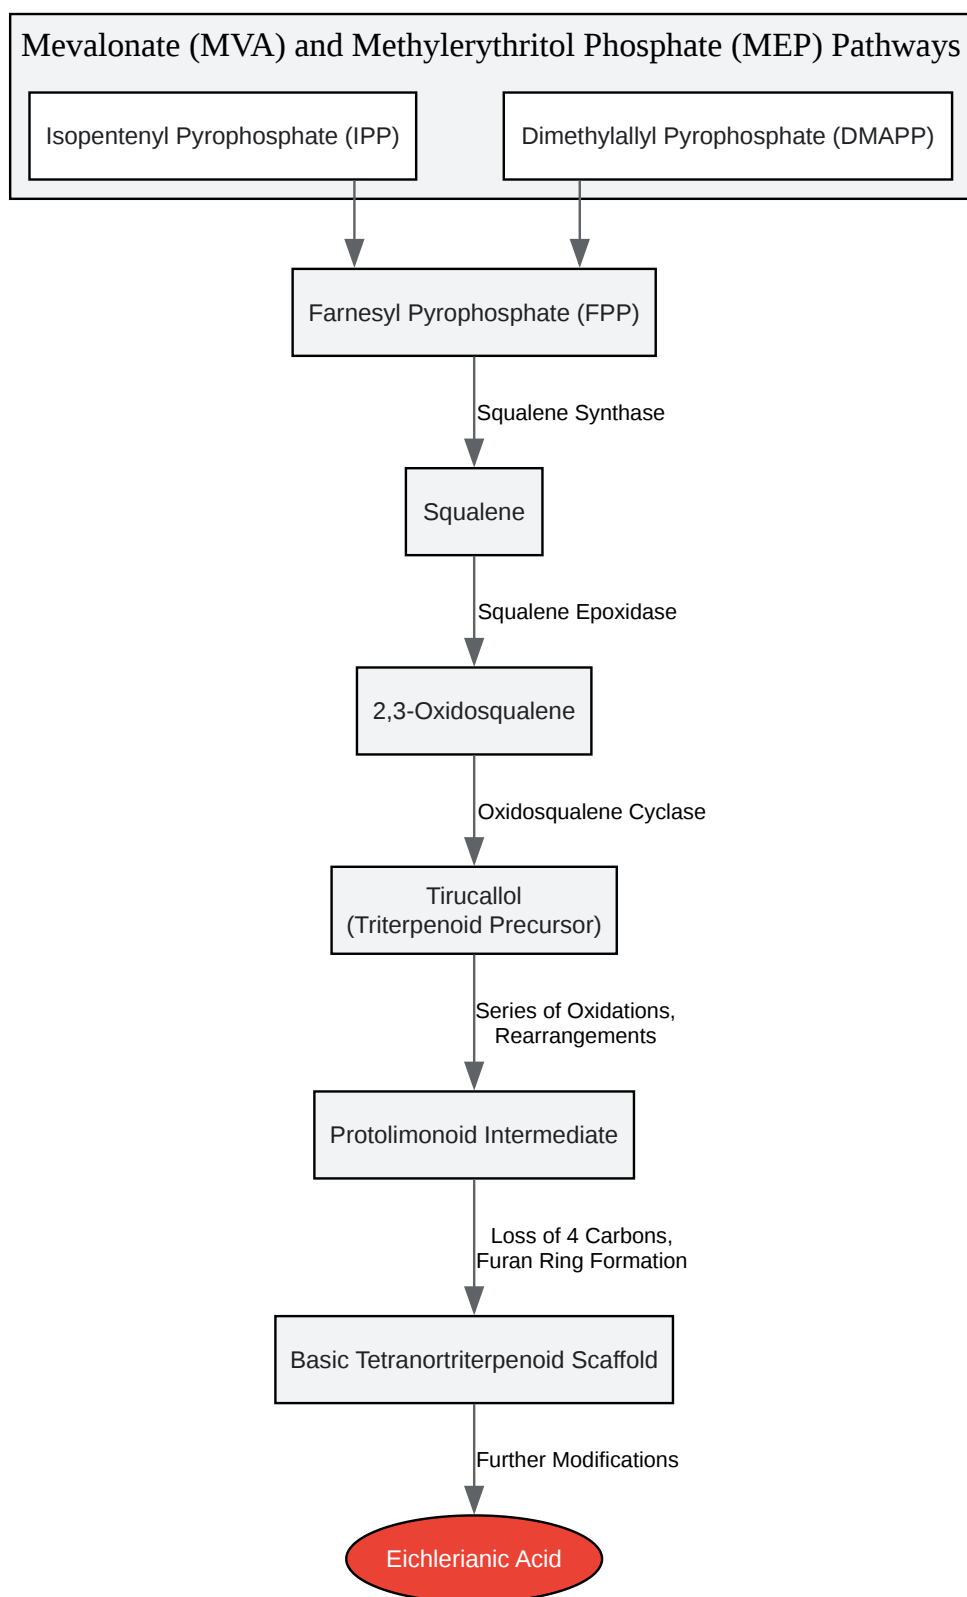 Mevalonate (MVA) and Methylerythritol Phosphate (MEP) Pathways
Isopentenyl Pyrophosphate (IPP)
Dimethylallyl Pyrophosphate (DMAPP)
Farnesyl Pyrophosphate (FPP)
Squalene Synthase
Squalene
Squalene Epoxidase
2,3-Oxidosqualene
Oxidosqualene Cyclase
Tirucallol
(Triterpenoid Precursor)
Series of Oxidations,
Rearrangements
Protolimonoid Intermediate
Loss of 4 Carbons,
Furan Ring Formation
Basic Tetranortriterpenoid Scaffold
Further Modifications
Eichlerianic Acid